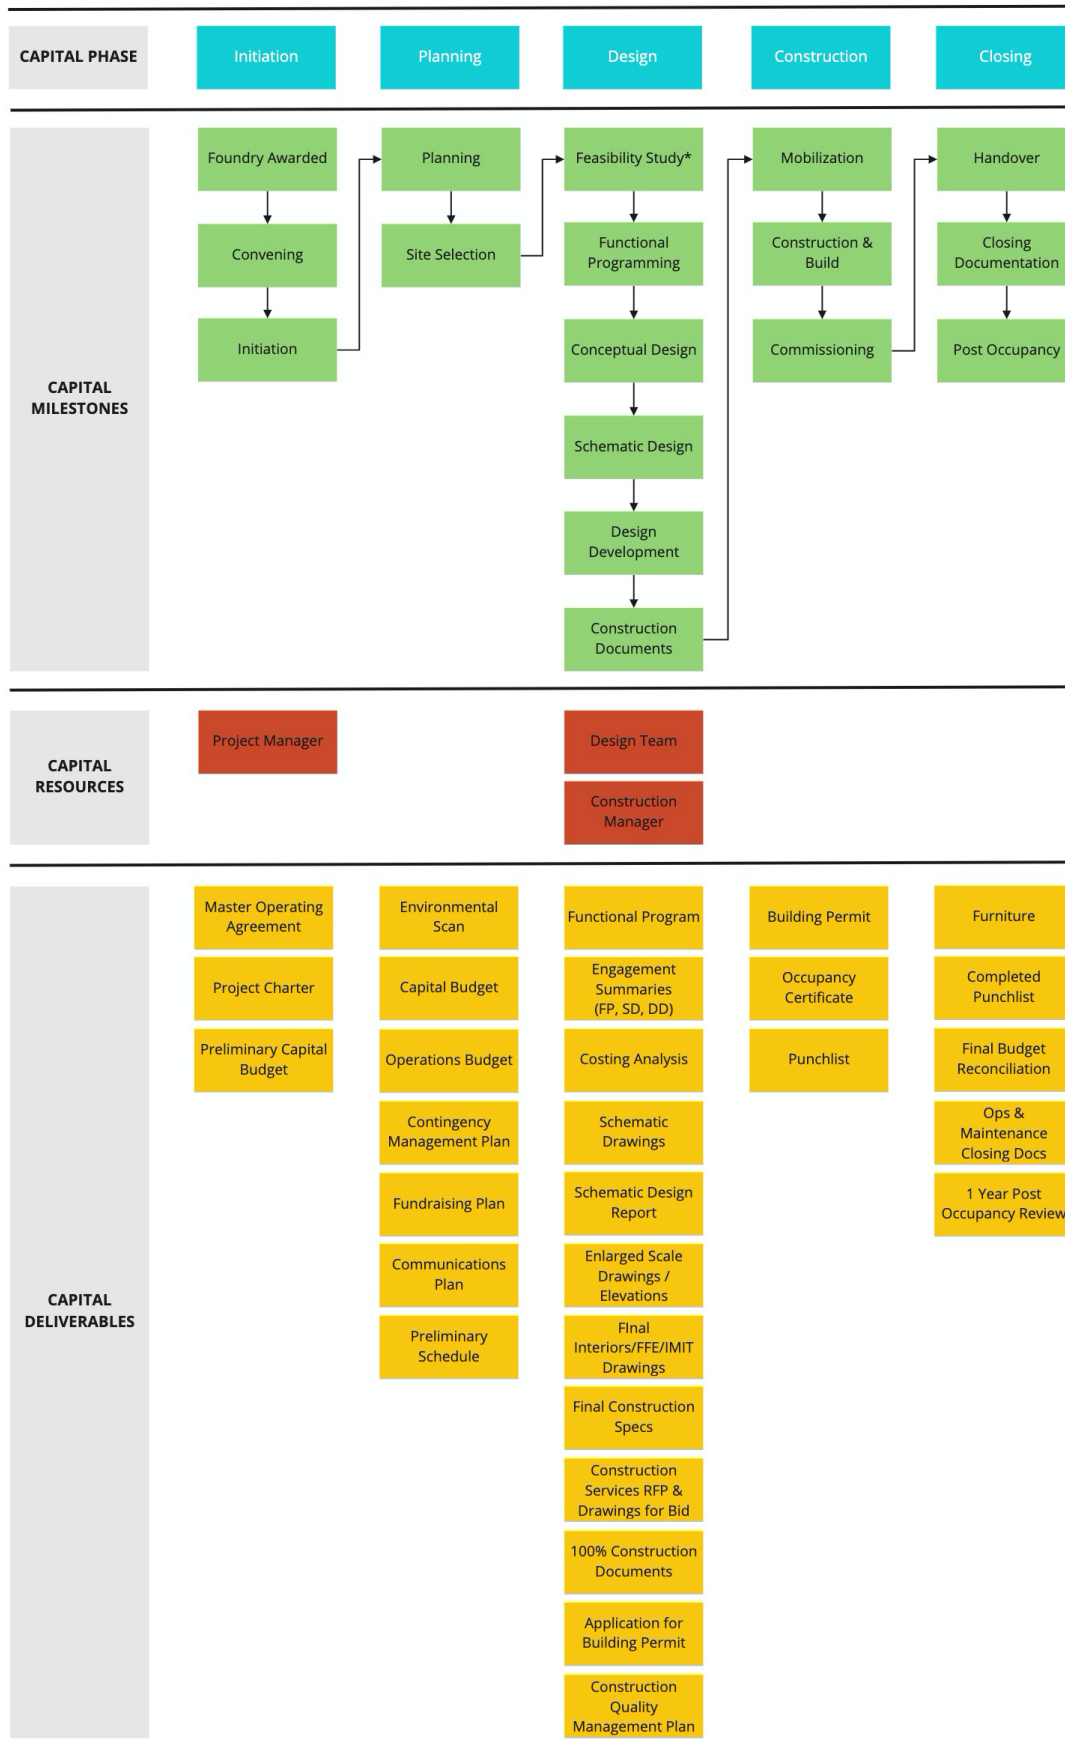 CAPITAL PHASE
Initiation
Planning
Design
Construction
Closing
CAPITAL
MILESTONES
Foundry Awarded
Convening
Initiation
Planning
Site Selection
Feasibility Study*
Functional
Programming
Conceptual Design
Schematic Design
Design
Development
Construction
Documents
Mobilization
Construction &
Build
Commissioning
Handover
Closing
Documentation
Post Occupancy
CAPITAL
RESOURCES
Project Manager
Design Team
Construction
Manager
CAPITAL
DELIVERABLES
Master Operating
Agreement
Project Charter
Preliminary Capital
Budget
Environmental
Scan
Capital Budget
Operations Budget
Contingency
Management Plan
Fundraising Plan
Communications
Plan
Preliminary
Schedule
Functional Program
Engagement
Summaries
(FP, SD, DD)
Costing Analysis
Schematic
Drawings
Schematic Design
Report
Enlarged Scale
Drawings /
Elevations
FInal
Interiors/FFE/IMIT
Drawings
Final Construction
Specs
Construction
Services RFP &
Drawings for Bid
100% Construction
Documents
Application for
Building Permit
Construction
Quality
Management Plan
Building Permit
Occupancy
Certificate
Punchlist
Furniture
Completed
Punchlist
Final Budget
Reconciliation
Ops &
Maintenance
Closing Docs
1 Year Post
Occupancy Review